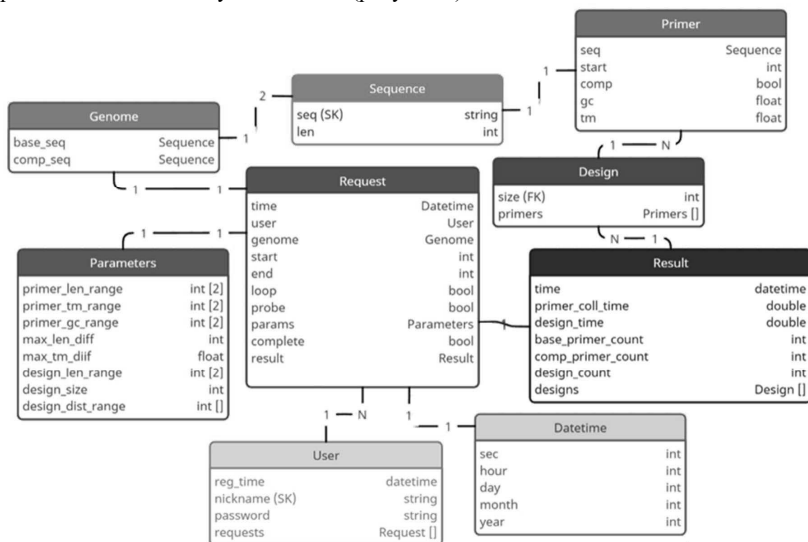 Primer
seq Sequence
start int
comp bool
gc float
tm float
1
1
Sequence
seq (SK) string
len int
2
1
Genome
base_seq Sequence
comp_seq Sequence
1 1
1 N
Design
size (FK) int
primers Primers []
N 1
Request
time Datetime
user User
genome Genome
start int
end int
loop bool
probe bool
params Parameters
complete bool
result Result
1 1
Parameters
primer_len_range int [2]
primer_tm_range int [2]
primer_gc_range int [2]
max_len_diff int
max_tm_diif float
design_len_range int [2]
design_size int
design_dist_range int []
Result
time datetime
primer_coll_time double
design_time double
base_primer_count int
comp_primer_count int
design_count int
designs Design []
1
1 N
1
1
User
reg_time datetime
nickname (SK) string
password string
requests Request []
Datetime
sec int
hour int
day int
month int
year int